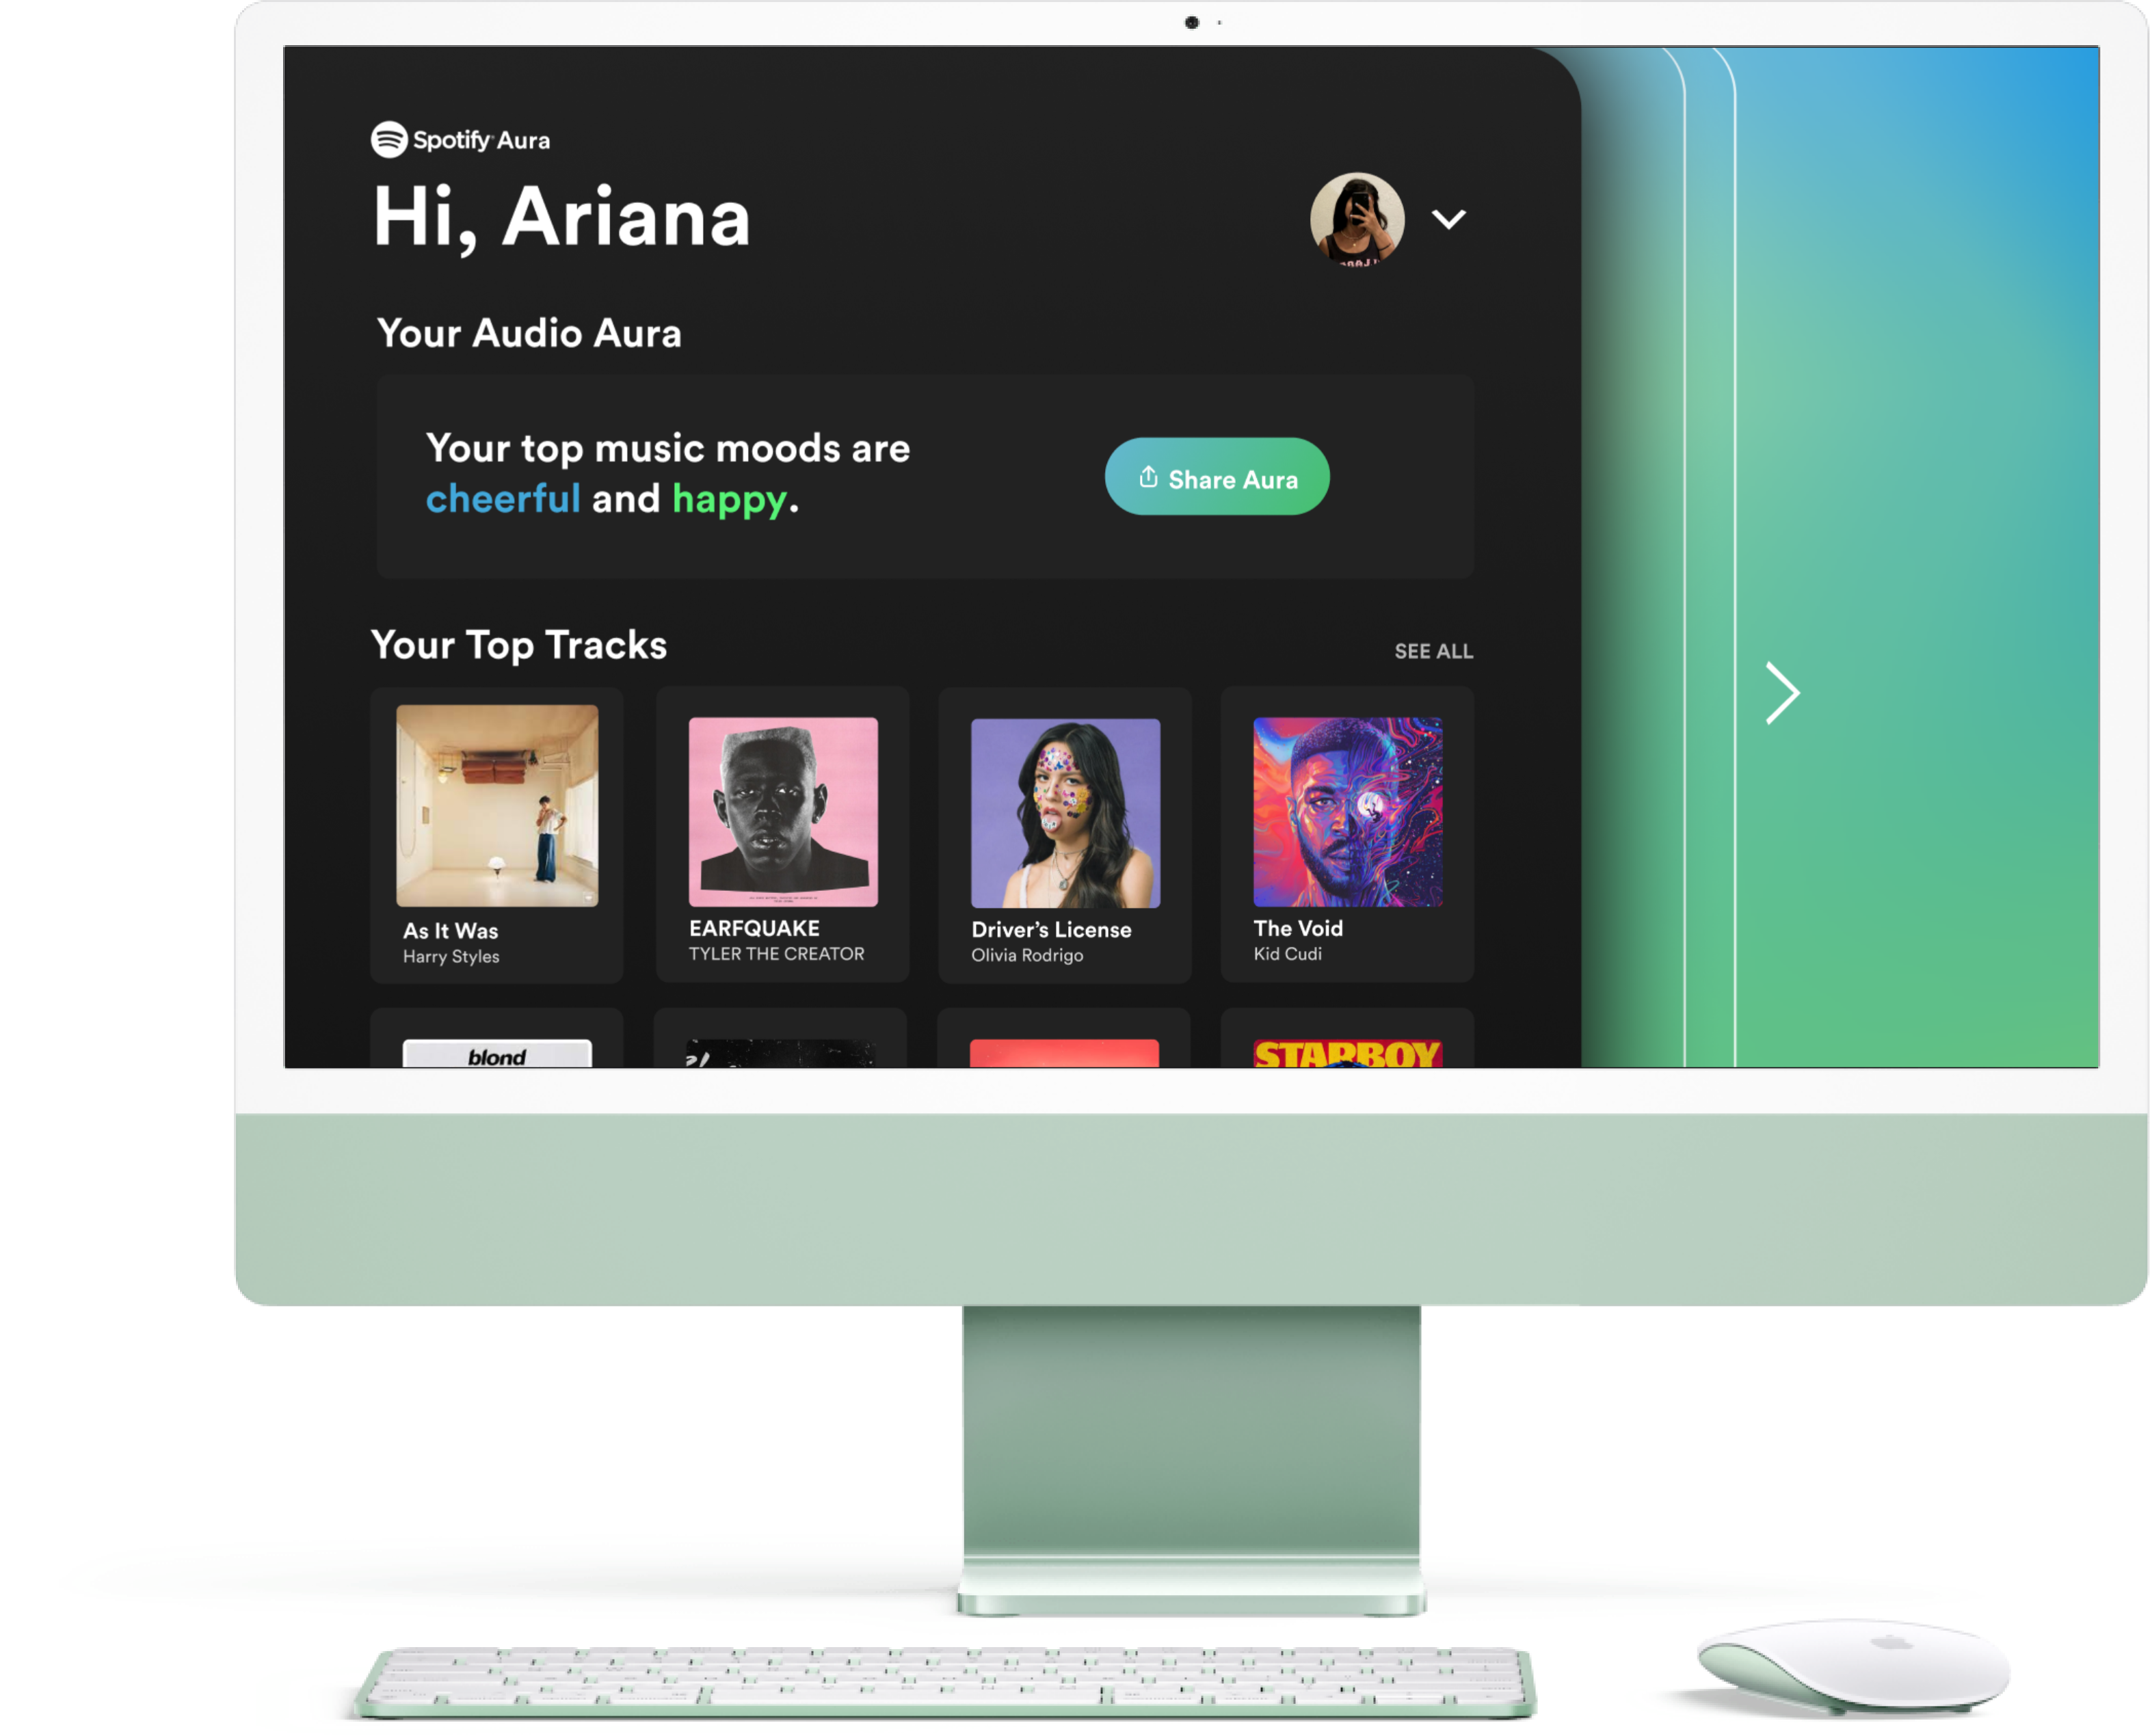 Spotify Aura
Hi, Ariana
Your Audio Aura
Your top music moods are
cheerful and happy.
Share Aura
Your Top Tracks
SEE ALL
As It Was
Harry Styles
EARFQUAKE
TYLER THE CREATOR
Driver’s License
Olivia Rodrigo
The Void
Kid Cudi
blond
STARBOY